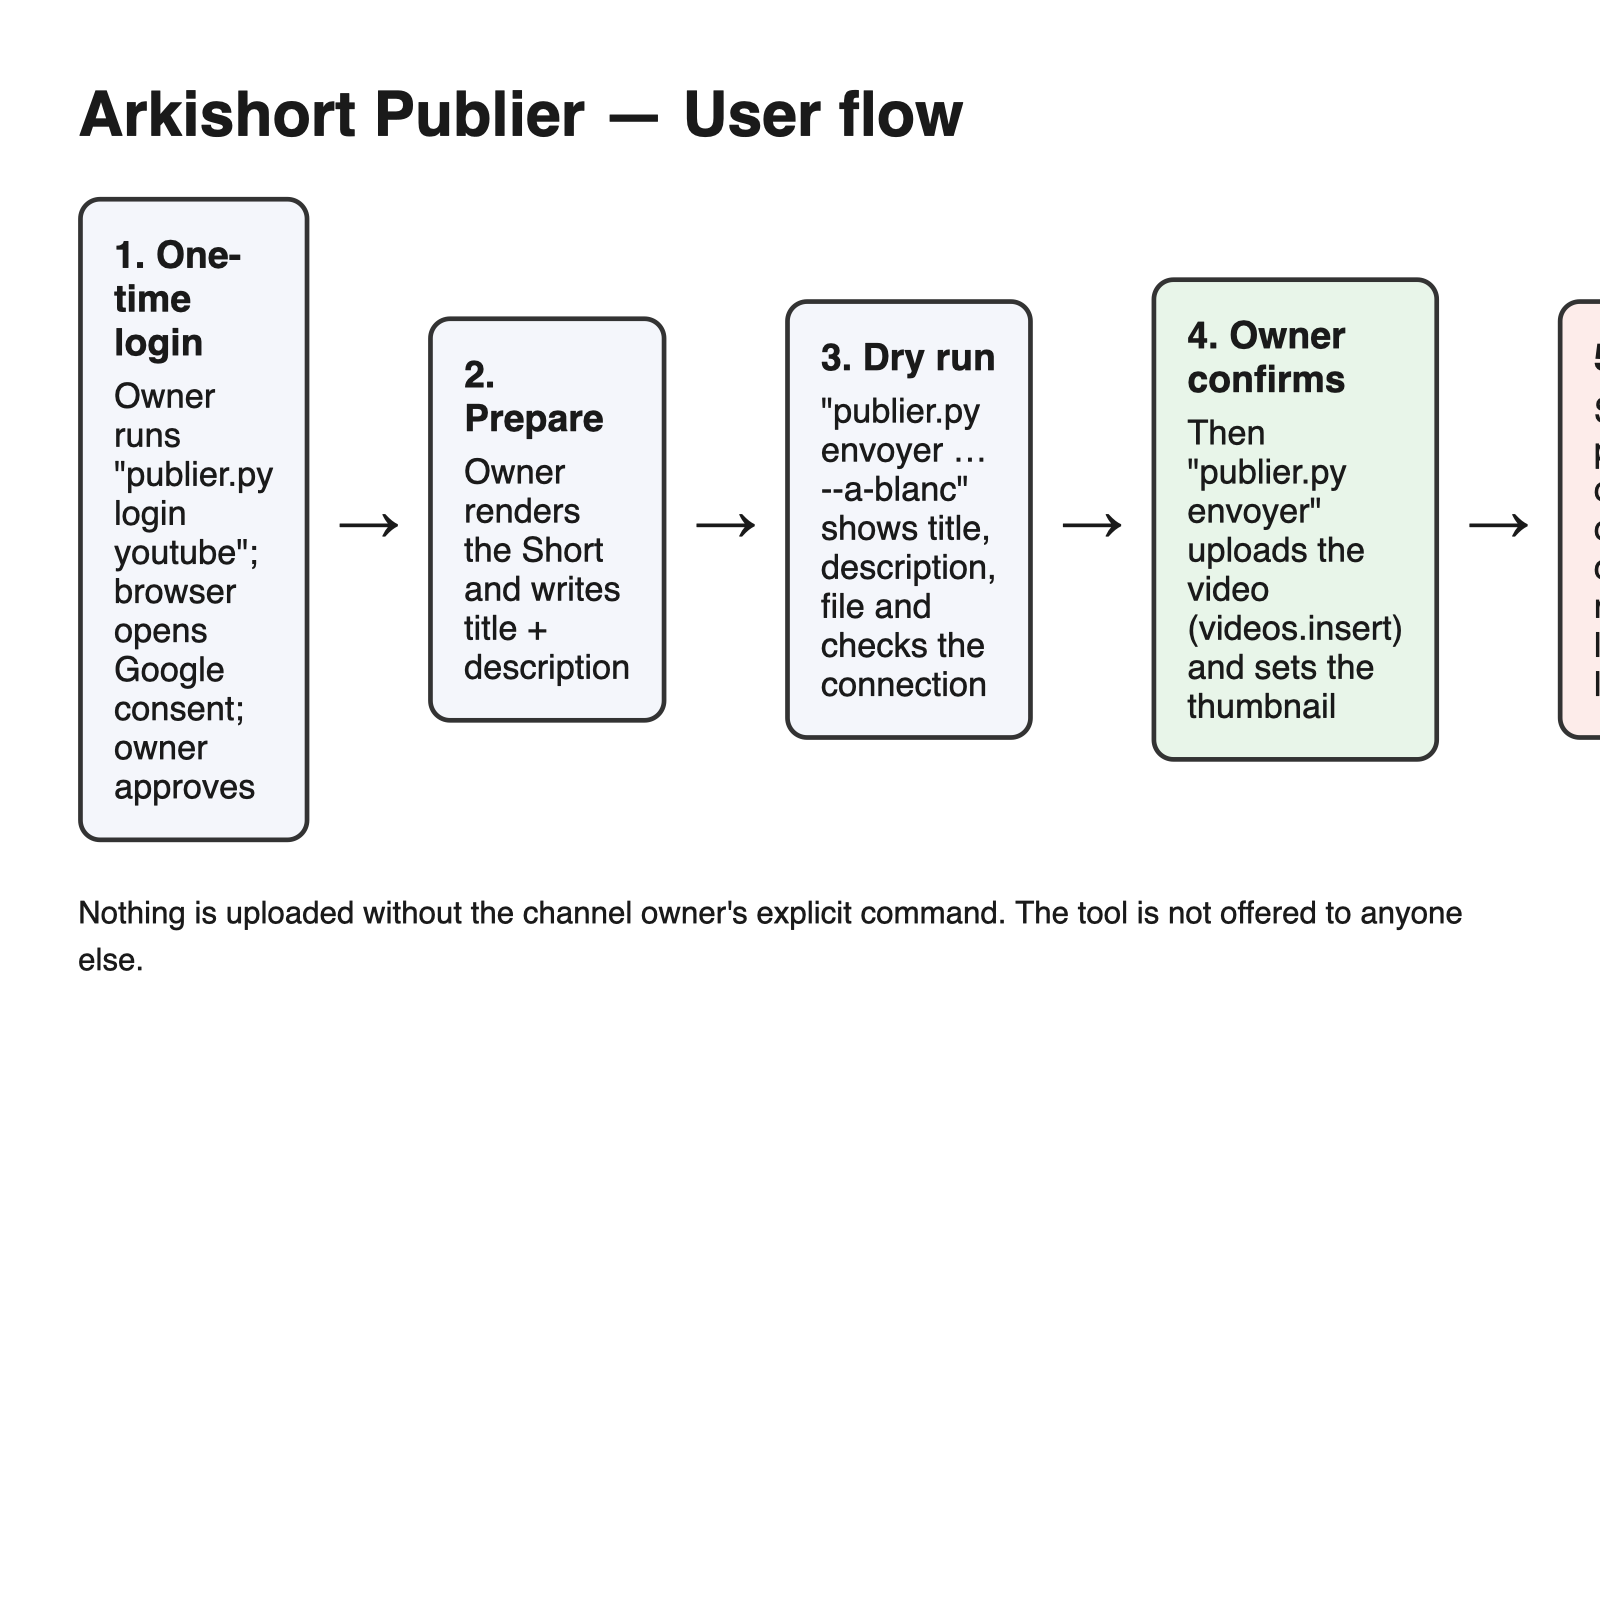 Arkishort Publier — User flow
1. One-
time
login
Owner
runs
"publier.py
login
youtube";
browser
opens
Google
consent;
owner
approves
→
2.
Prepare
Owner
renders
the Short
and writes
title +
description
→
3. Dry run
"publier.py
envoyer …
--a-blanc"
shows title,
description,
file and
checks the
connection
→
4. Owner
confirms
Then
"publier.py
envoyer"
uploads the
video
(videos.insert)
and sets the
thumbnail
→
Nothing is uploaded without the channel owner's explicit command. The tool is not offered to anyone
else.